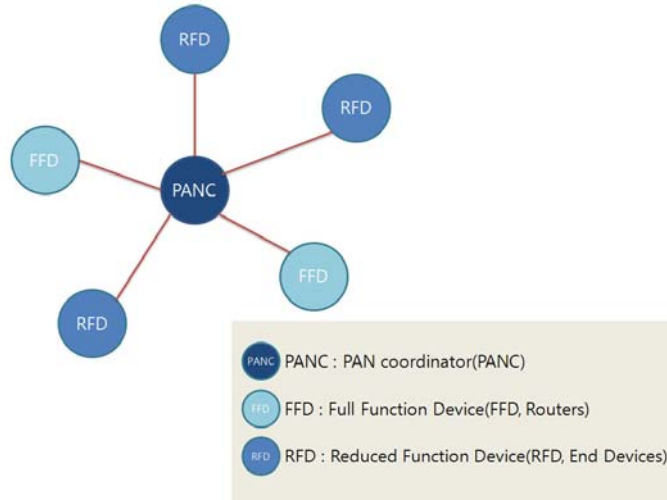 RFD
RFD
FFD
PANC
FFD
RFD
PANC PANC : PAN coordinator(PANC)
FFD FFD : Full Function Device(FFD, Routers)
RFD RFD : Reduced Function Device(RFD, End Devices)